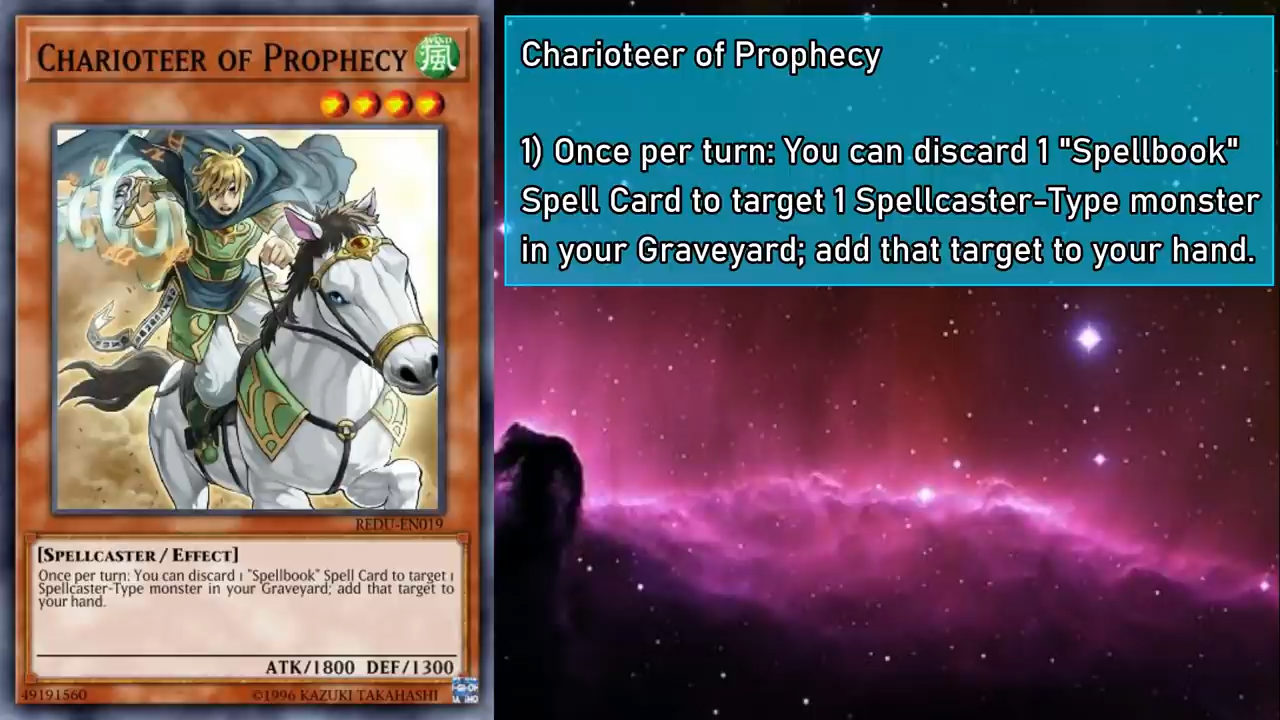 Charioteer of Prophecy
WIND
風
REDU-EN019
[Spellcaster / Effect]
Once per turn: You can discard 1 "Spellbook" Spell Card to target 1
Spellcaster-Type monster in your Graveyard; add that target to
your hand.
ATK/1800 DEF/1300
49191560
©1996 KAZUKI TAKAHASHI
Charioteer of Prophecy
1) Once per turn: You can discard 1 "Spellbook"
Spell Card to target 1 Spellcaster-Type monster
in your Graveyard; add that target to your hand.